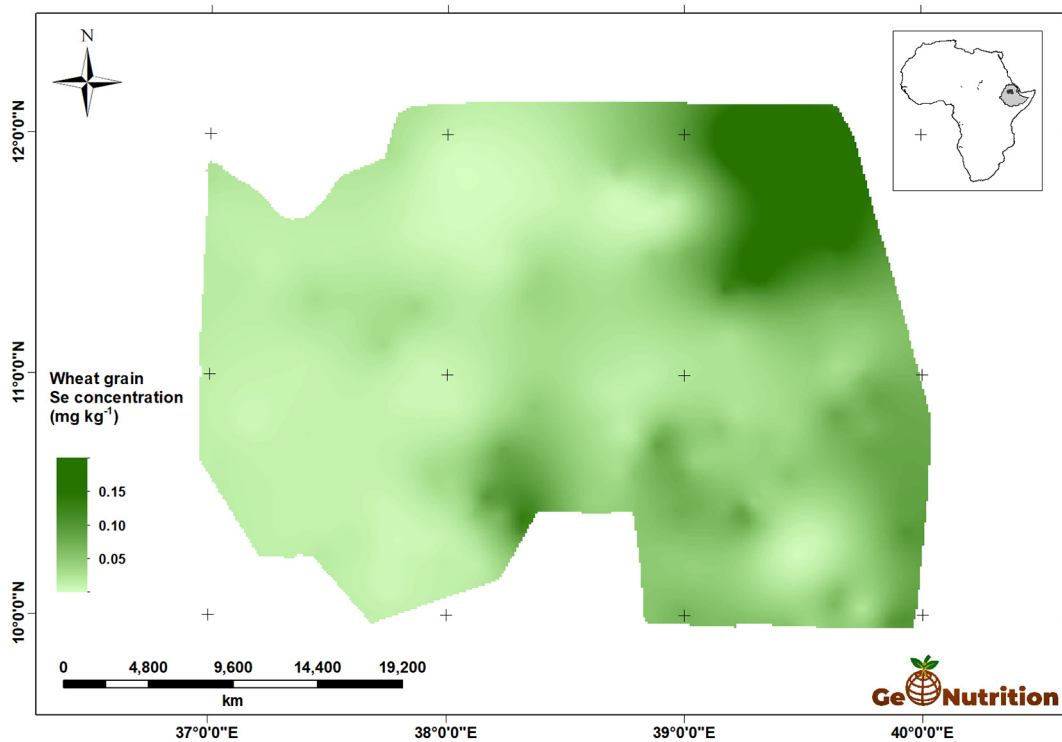 N
12°0'0"N
11°0'0"N
10°0'0"N
Wheat grain
Se concentration
(mg kg-1)
0.15
0.10
0.05
0 4,800 9,600 14,400 19,200
km
GeoNutrition
37°0'0"E 38°0'0"E 39°0'0"E 40°0'0"E